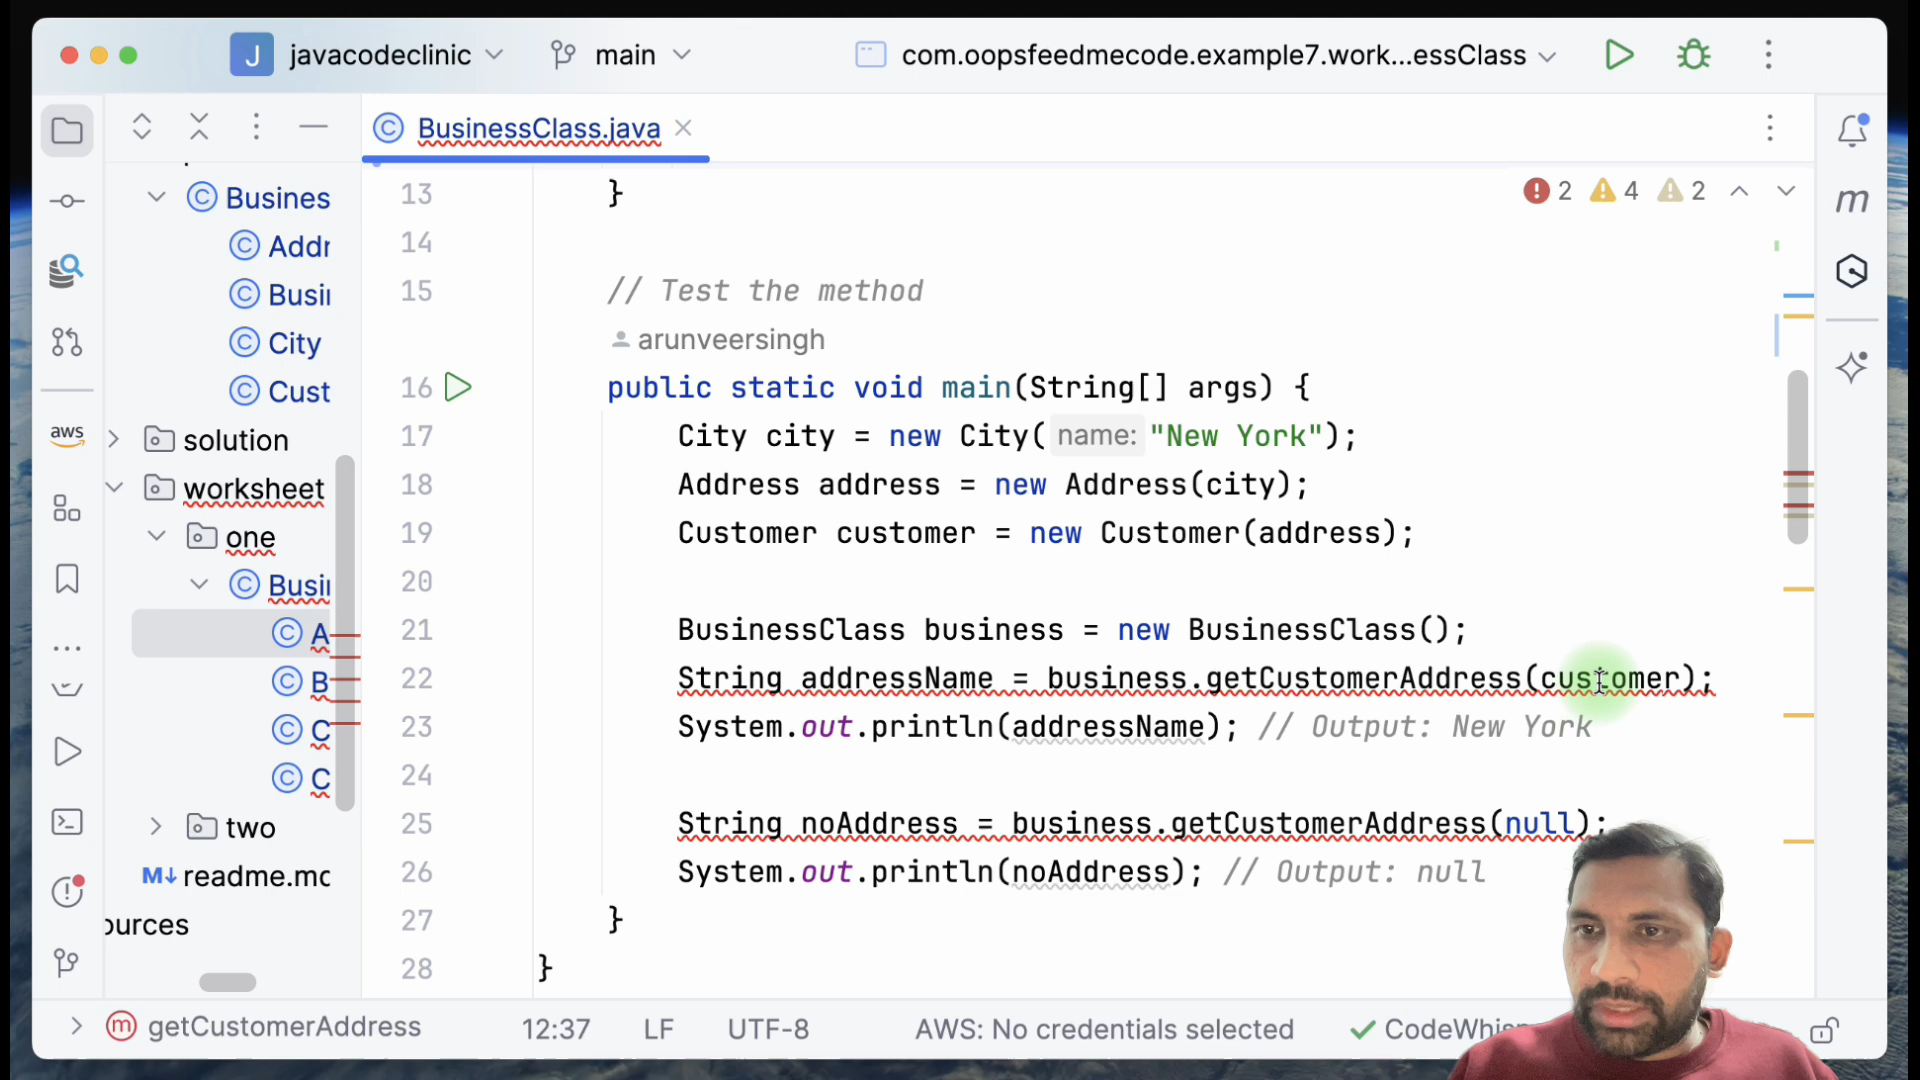 J javacodeclinic main com.oopsfeedmecode.example7.work...essClass
BusinessClass.java
Busines
Addr
Busin
City
Cust
aws
solution
worksheet
one
Busin
A
B
C
C
two
M↓ readme.mc
ources
2 4 2
13 }
14
15 // Test the method
arunveersingh
16 public static void main(String[] args) {
17 City city = new City( name: "New York");
18 Address address = new Address(city);
19 Customer customer = new Customer(address);
20
21 BusinessClass business = new BusinessClass();
22 String addressName = business.getCustomerAddress(customer);
23 System.out.println(addressName); // Output: New York
24
25 String noAddress = business.getCustomerAddress(null);
26 System.out.println(noAddress); // Output: null
27 }
28 }
m
getCustomerAddress 12:37 LF UTF-8 AWS: No credentials selected CodeWhisp